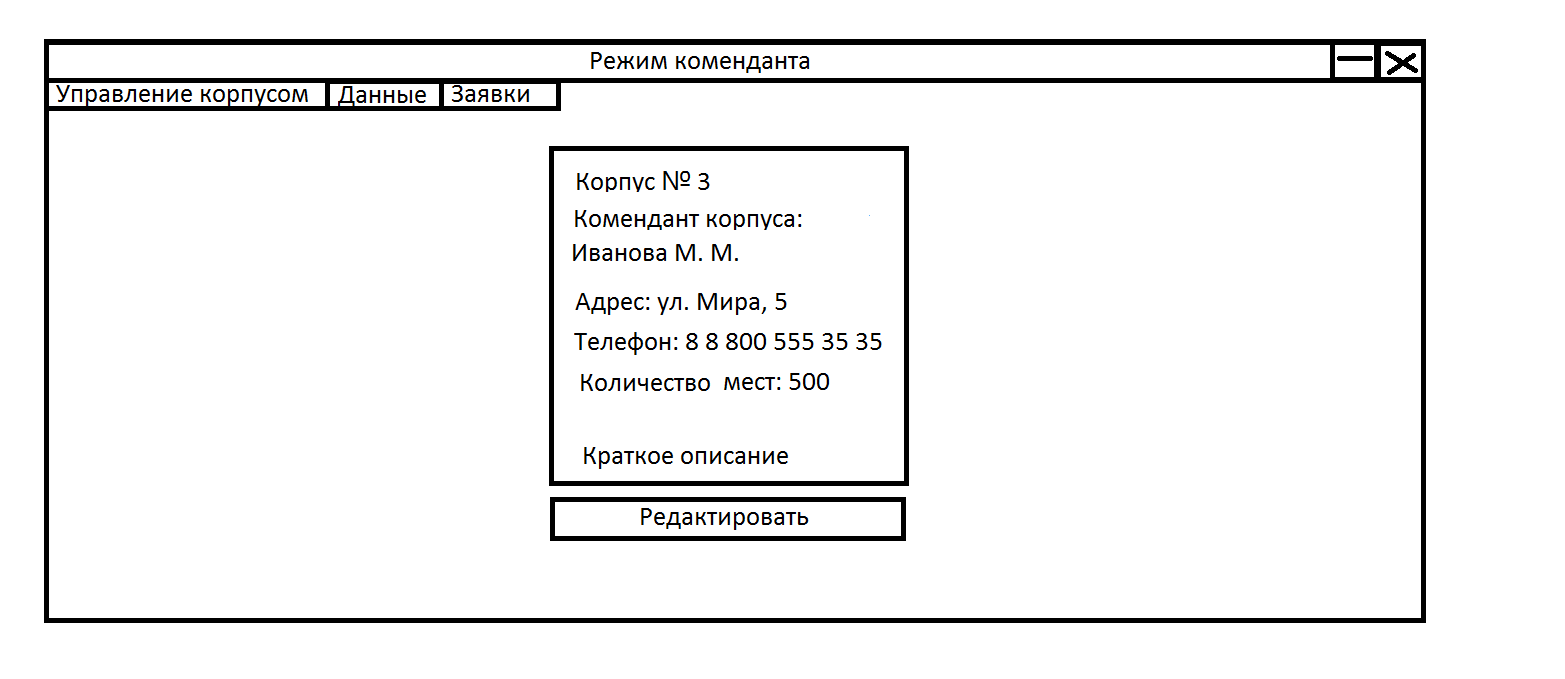 Режим коменданта
Управление корпусом Данные Заявки
Корпус № 3
Комендант корпуса:
Иванова М. М.
Адрес: ул. Мира, 5
Телефон: 8 8 800 555 35 35
Количество мест: 500
Краткое описание
Редактировать